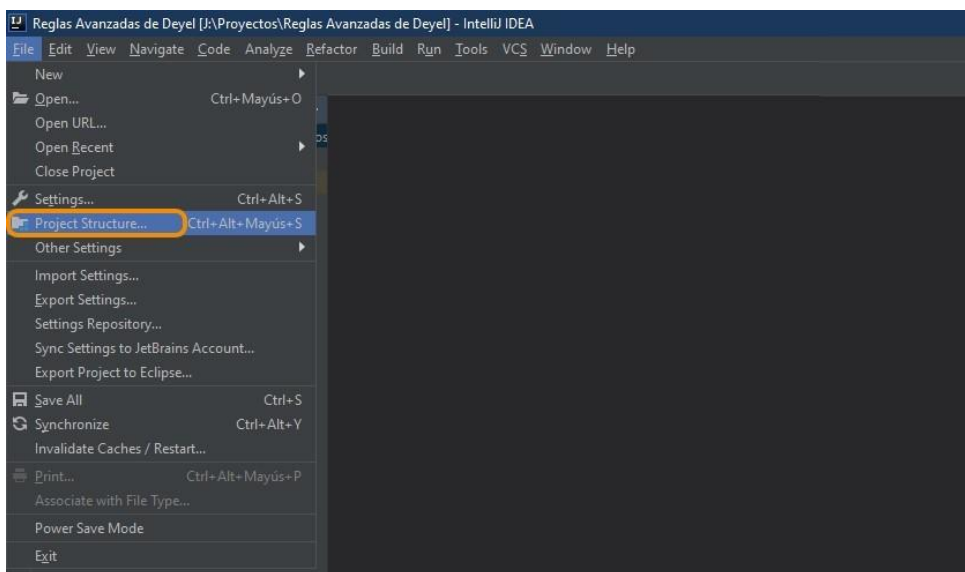 IJ Reglas Avanzadas de Deyel [J:\Proyectos\Reglas Avanzadas de Deyel] - IntelliJ IDEA
File Edit View Navigate Code Analyze Refactor Build Run Tools VCS Window Help
New
Open... Ctrl+Mayús+O
Open URL...
os
Open Recent
Close Project
Settings... Ctrl+Alt+S
Project Structure... Ctrl+Alt+Mayús+S
Other Settings
Import Settings...
Export Settings...
Settings Repository...
Sync Settings to JetBrains Account...
Export Project to Eclipse...
Save All Ctrl+S
Synchronize Ctrl+Alt+Y
Invalidate Caches / Restart...
Print... Ctrl+Alt+Mayús+P
Associate with File Type...
Power Save Mode
Exit